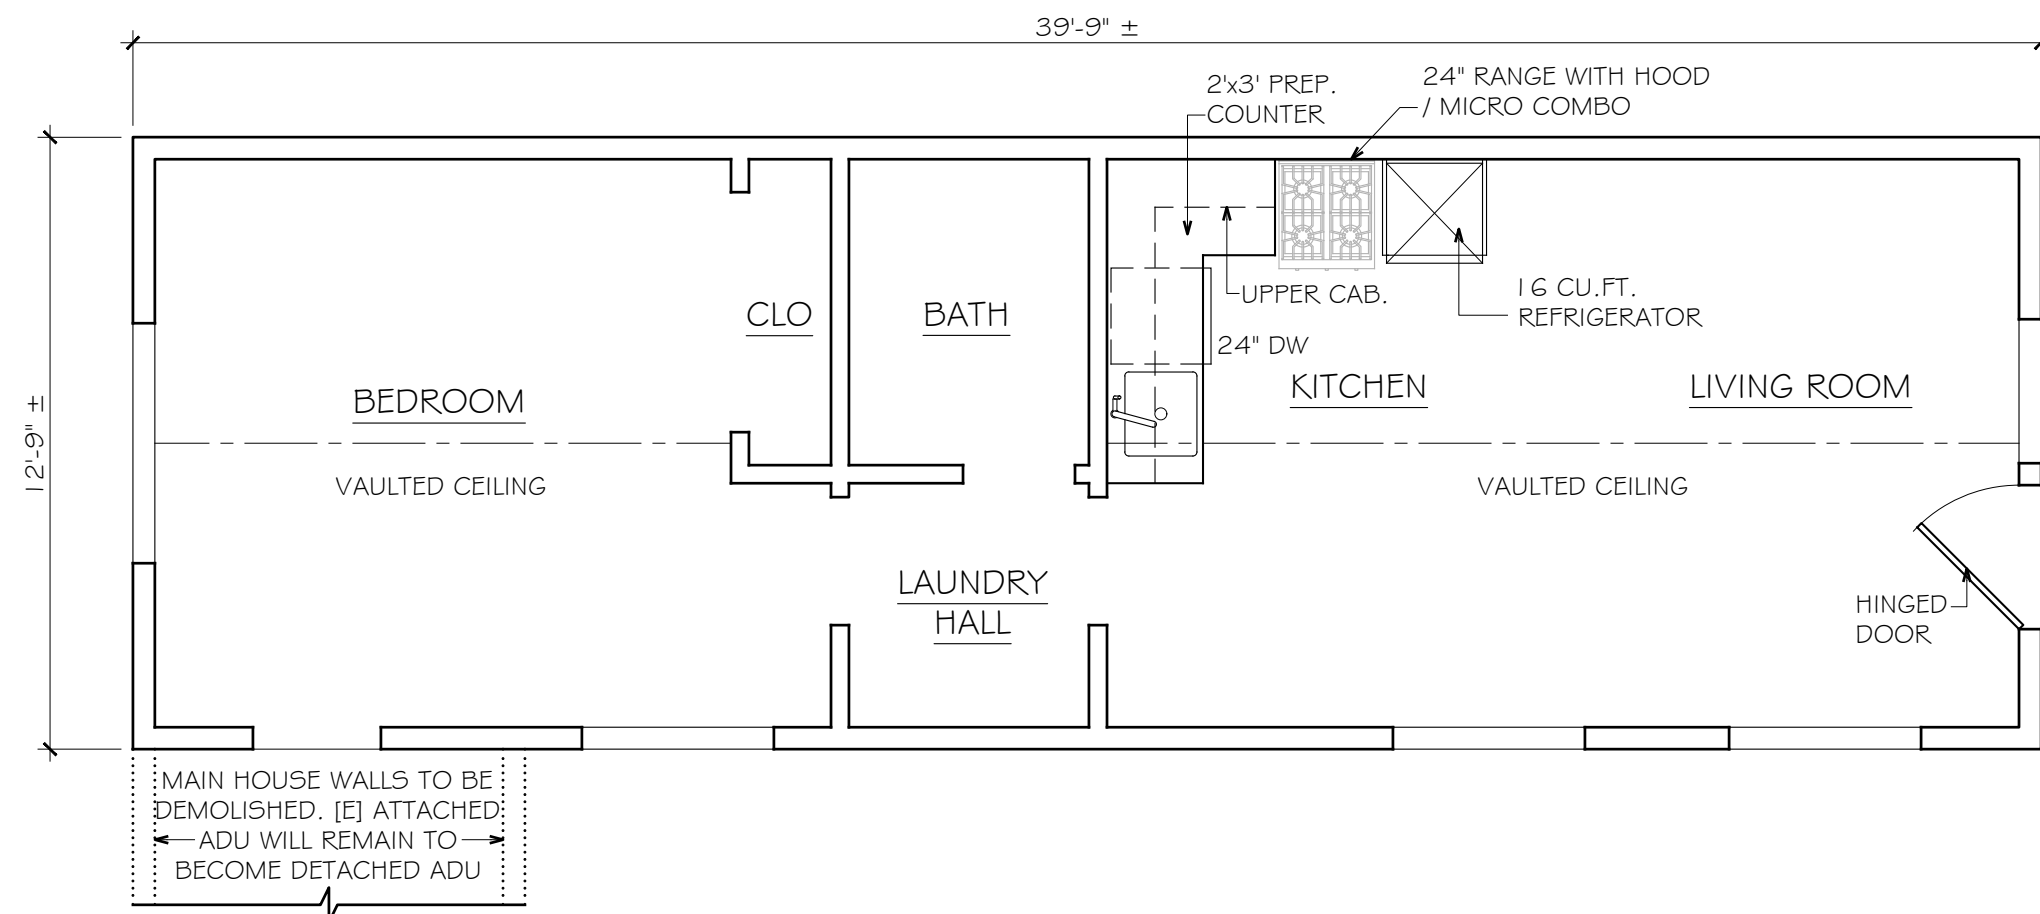 39'-9" ±
2'x3' PREP.
COUNTER
24" RANGE WITH HOOD
/ MICRO COMBO
12'-9" ±
CLO
BATH
UPPER CAB.
16 CU.FT.
REFRIGERATOR
24" DW
BEDROOM
KITCHEN
LIVING ROOM
VAULTED CEILING
VAULTED CEILING
LAUNDRY
HALL
HINGED
DOOR
MAIN HOUSE WALLS TO BE
DEMOLISHED. [E] ATTACHED
ADU WILL REMAIN TO
BECOME DETACHED ADU